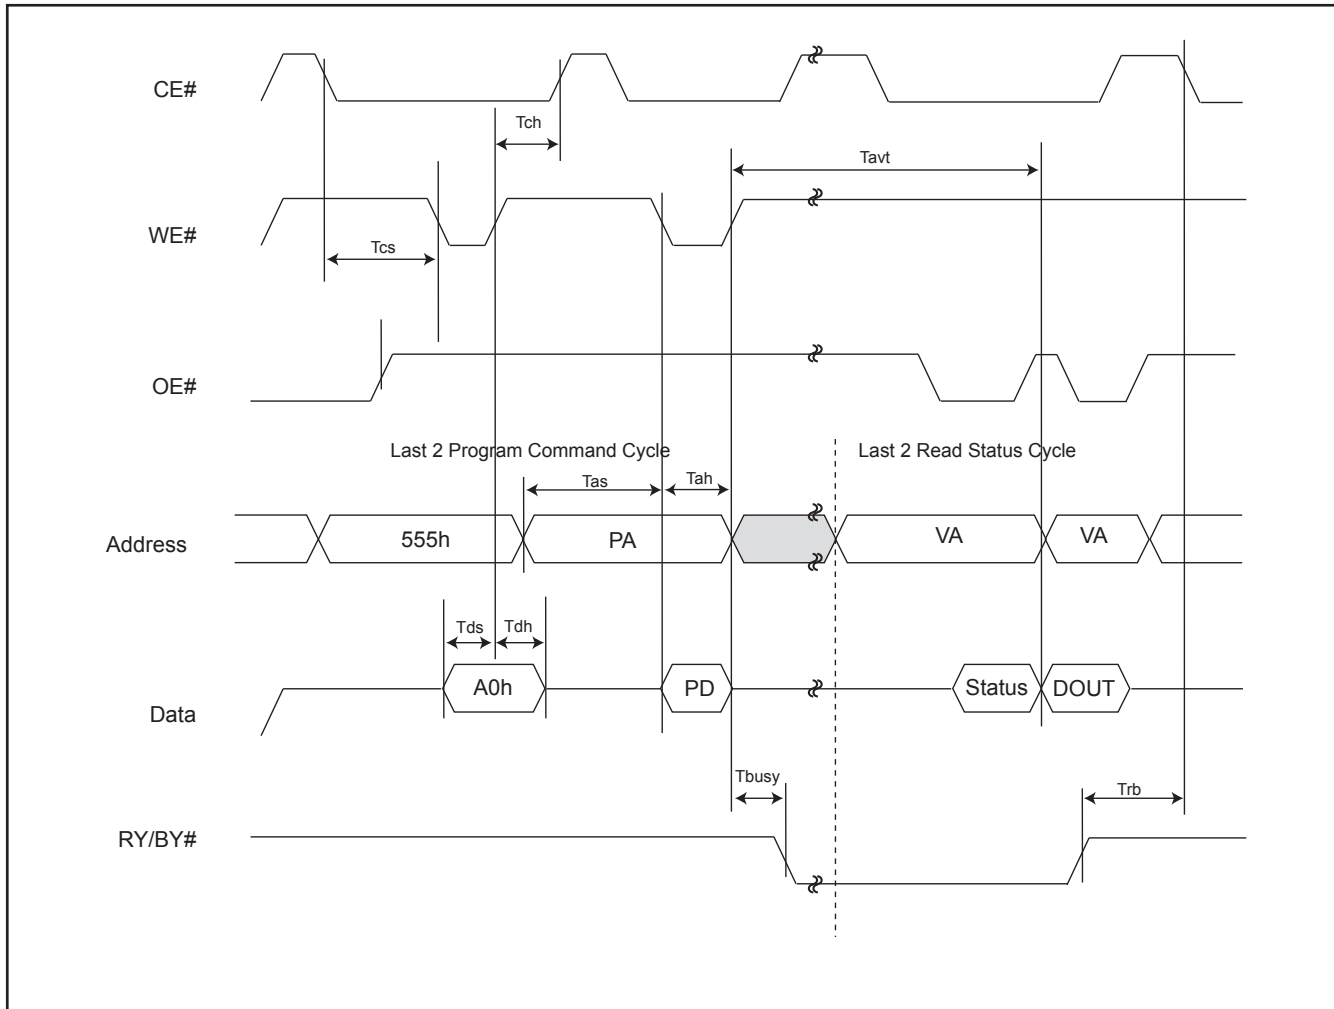 CE#
Tch
Tavt
WE#
Tcs
OE#
Last 2 Program Command Cycle
Last 2 Read Status Cycle
Tas
Tah
Address
555h
PA
VA
VA
Tds
Tdh
Data
A0h
PD
Status
DOUT
Tbusy
Trb
RY/BY#